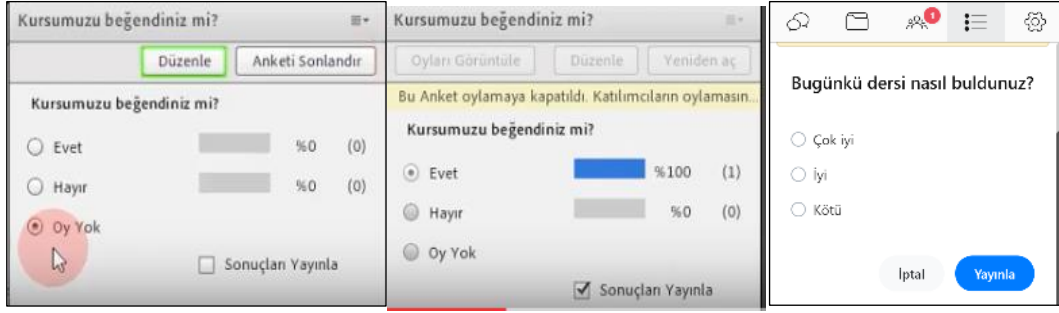 Kursumuzu beğendiniz mi?
Düzenle
Anketi Sonlandır
Kursumuzu beğendiniz mi?
Evet %0 (0)
Hayır %0 (0)
Oy Yok
Sonuçları Yayınla
Kursumuzu beğendiniz mi?
Oyları Görüntüle
Düzenle
Yeniden aç
Bu Anket oylamaya kapatıldı. Katılımcıların oylamasın...
Kursumuzu beğendiniz mi?
Evet %100 (1)
Hayır %0 (0)
Oy Yok
Sonuçları Yayınla
1
Bugünkü dersi nasıl buldunuz?
Çok iyi
İyi
Kötü
İptal
Yayınla